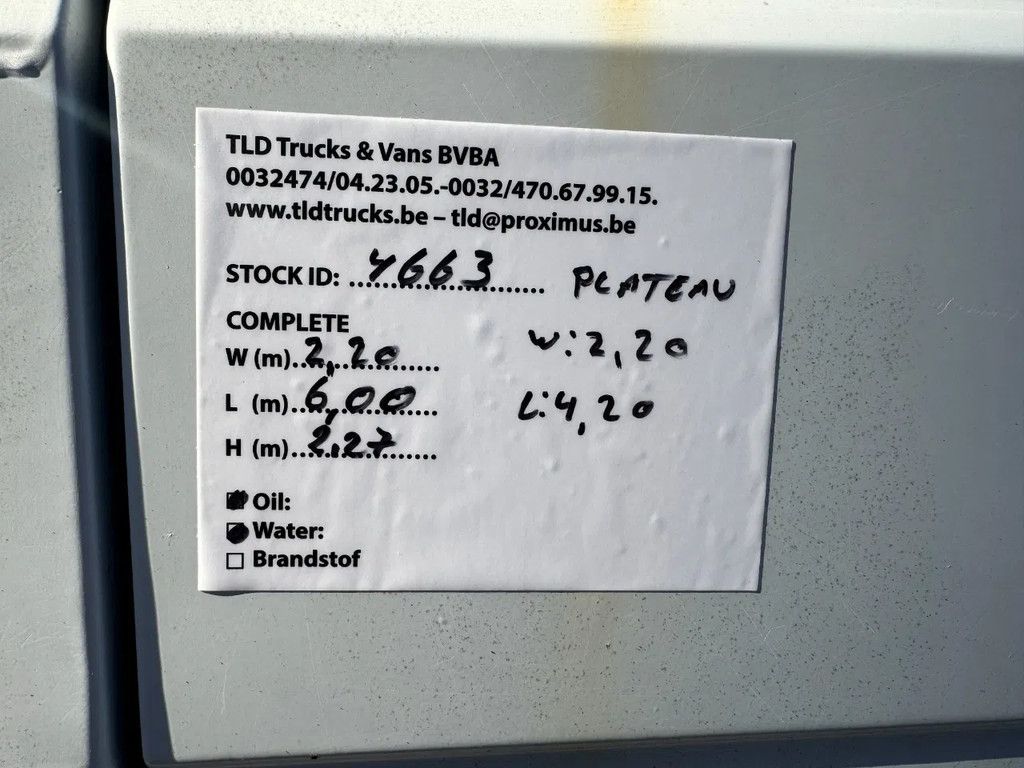 TLD Trucks & Vans BVBA
0032474/04.23.05.-0032/470.67.99.15.
www.tldtrucks.be – tld@proximus.be
STOCK ID: 4663 PLATEAU
COMPLETE
W (m)..2,20 W:2,20
L (m)..6,00 L:4,20
H (m)..2,27
Oil:
Water:
Brandstof